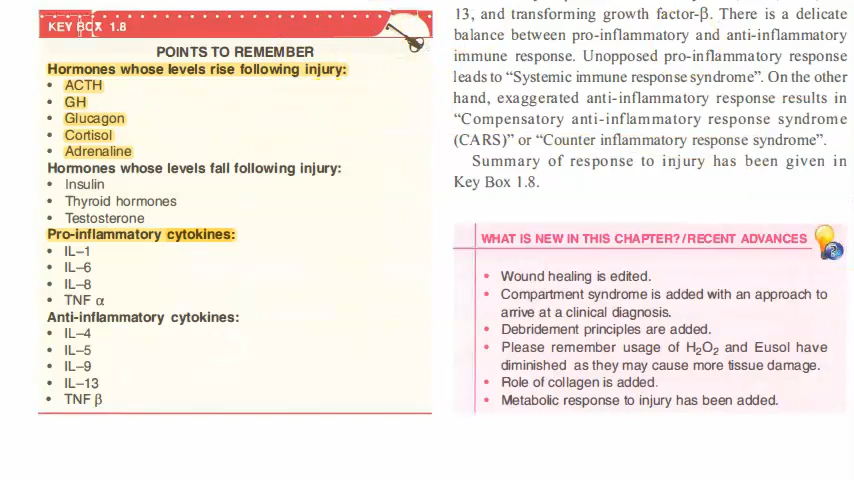 KEY BOX 1.8
POINTS TO REMEMBER
Hormones whose levels rise following injury:
• ACTH
• GH
• Glucagon
• Cortisol
• Adrenaline
Hormones whose levels fall following injury:
• Insulin
• Thyroid hormones
• Testosterone
Pro-inflammatory cytokines:
• IL–1
• IL–6
• IL–8
• TNF α
Anti-inflammatory cytokines:
• IL–4
• IL–5
• IL–9
• IL–13
• TNF β
13, and transforming growth factor-β. There is a delicate
balance between pro-inflammatory and anti-inflammatory
immune response. Unopposed pro-inflammatory response
leads to “Systemic immune response syndrome”. On the other
hand, exaggerated anti-inflammatory response results in
“Compensatory anti-inflammatory response syndrome
(CARS)” or “Counter inflammatory response syndrome”.
Summary of response to injury has been given in
Key Box 1.8.
WHAT IS NEW IN THIS CHAPTER? / RECENT ADVANCES
• Wound healing is edited.
• Compartment syndrome is added with an approach to
arrive at a clinical diagnosis.
• Debridement principles are added.
• Please remember usage of H₂O₂ and Eusol have
diminished as they may cause more tissue damage.
• Role of collagen is added.
• Metabolic response to injury has been added.